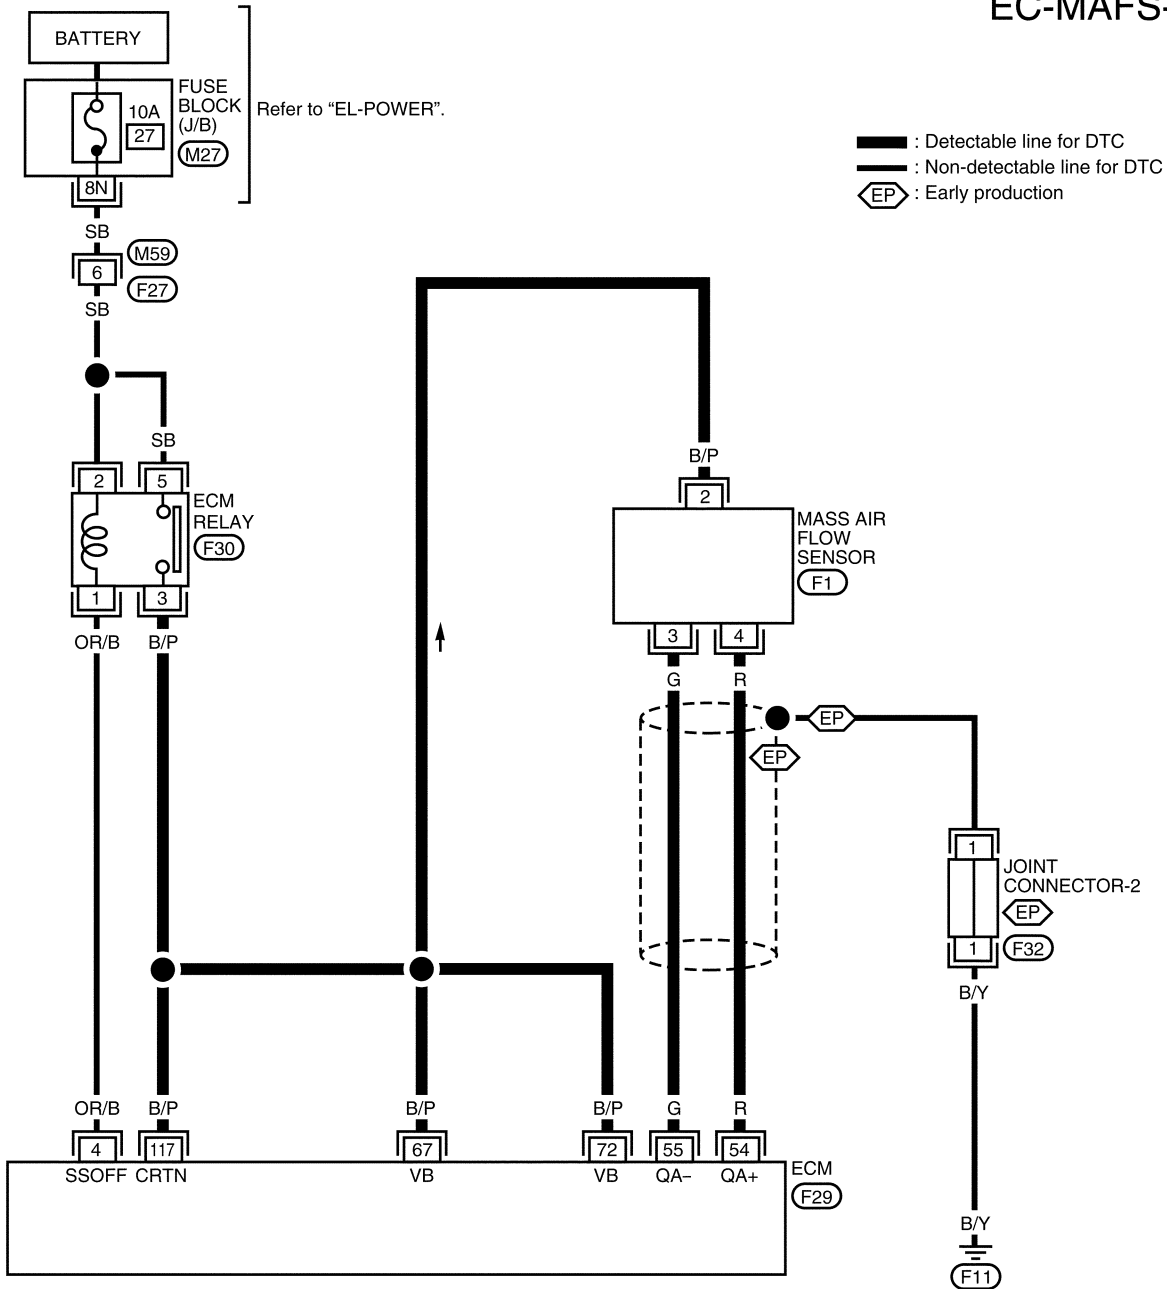 EC-MAFS-
BATTERY
FUSE
BLOCK
(J/B)
M27
10A
27
Refer to “EL-POWER”.
8N
SB
6
M59
F27
SB
: Detectable line for DTC
: Non-detectable line for DTC
EP : Early production
SB
2
5
ECM
RELAY
F30
1
3
OR/B
B/P
B/P
2
MASS AIR
FLOW
SENSOR
F1
3
4
G
R
EP
EP
1
JOINT
CONNECTOR-2
EP
1
F32
B/Y
OR/B
B/P
B/P
B/P
G
R
4
117
67
72
55
54
SSOFF
CRTN
VB
VB
QA–
QA+
ECM
F29
B/Y
F11